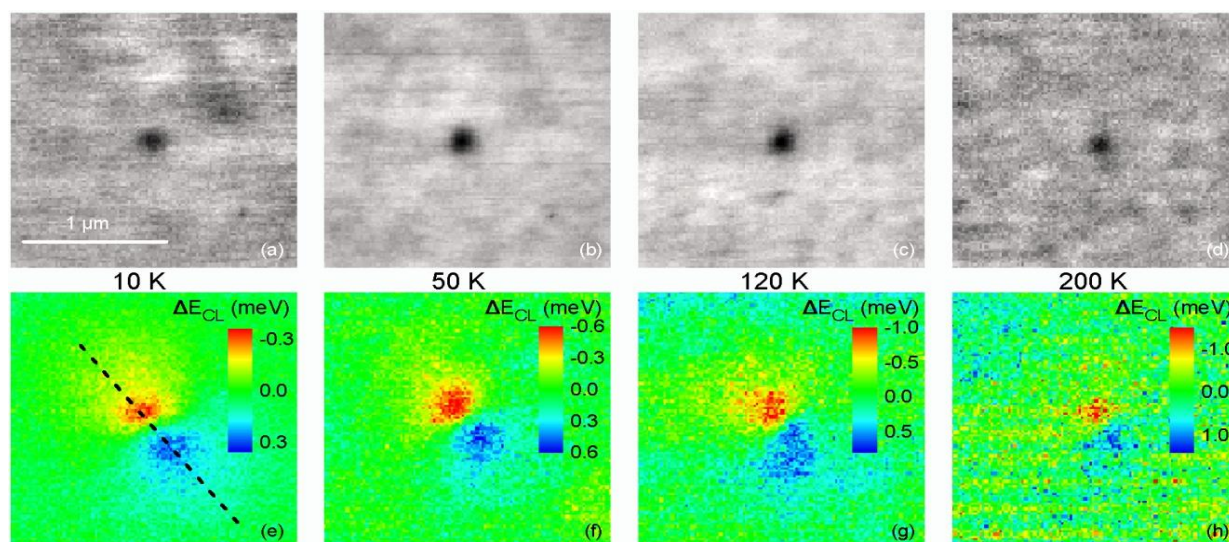 1 µm
(a)
(b)
(c)
(d)
10 K
50 K
120 K
200 K
ΔE_CL (meV)
-0.3
0.0
0.3
(e)
ΔE_CL (meV)
-0.6
-0.3
0.0
0.3
0.6
(f)
ΔE_CL (meV)
-1.0
-0.5
0.0
0.5
(g)
ΔE_CL (meV)
-1.0
0.0
1.0
(h)